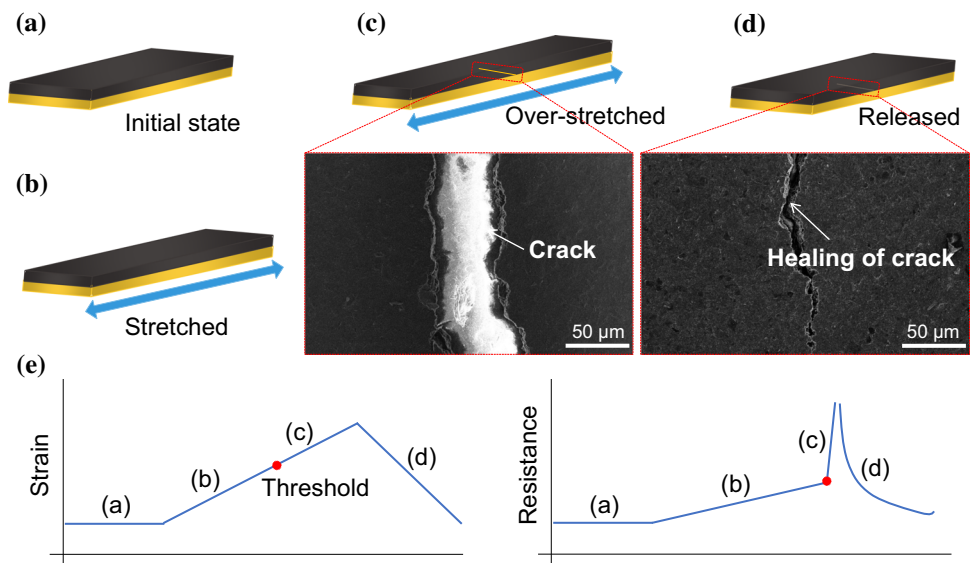 (a)
Initial state
(b)
Stretched
(c)
Over-stretched
Crack
50 µm
(d)
Released
Healing of crack
50 µm
(e)
Strain
(a)
(b)
(c)
(d)
Threshold
Resistance
(a)
(b)
(c)
(d)